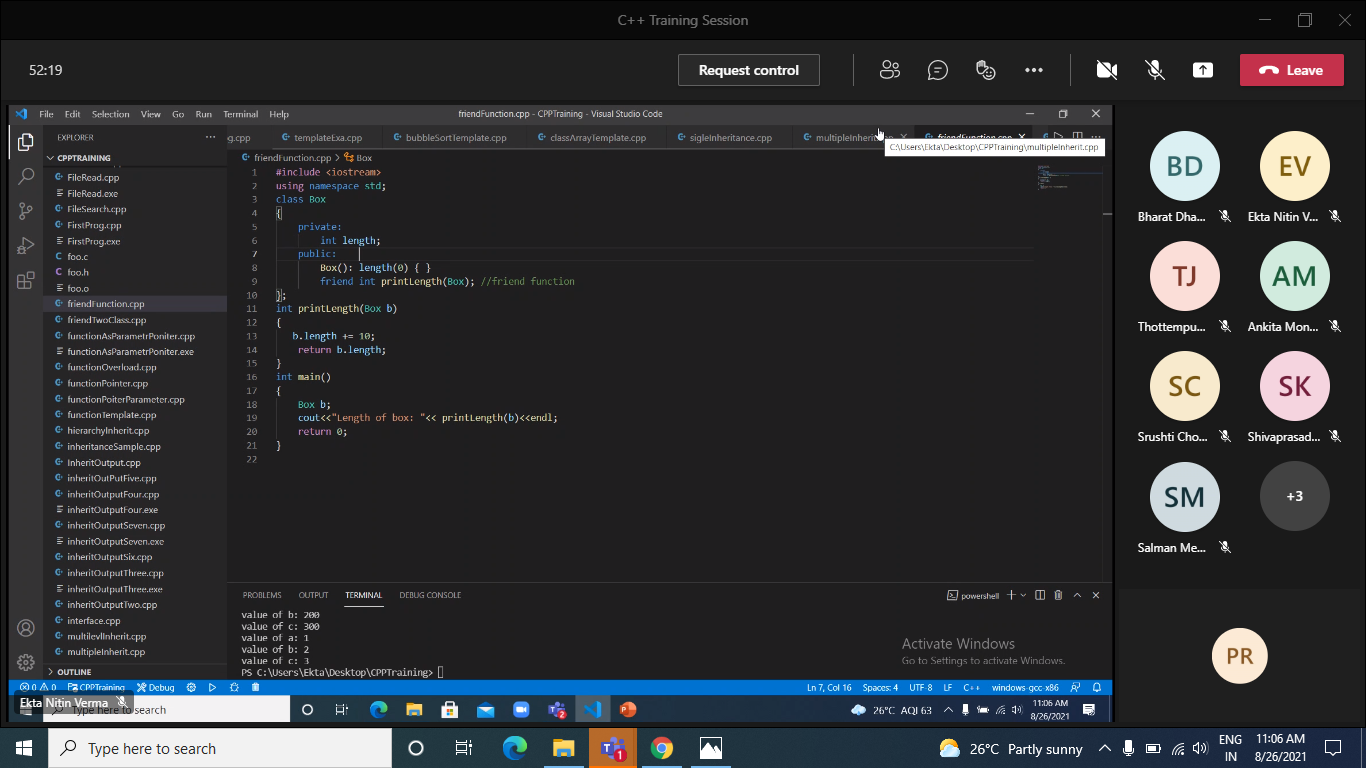 C++ Training Session
52:19
Request control
Leave
File Edit Selection View Go Run Terminal Help
friendFunction.cpp - CPPTraining - Visual Studio Code
EXPLORER
og.cpp
templateExa.cpp
bubbleSortTemplate.cpp
classArrayTemplate.cpp
sigleInheritance.cpp
multipleInherit.cpp
friendFunction.cpp
C:\Users\Ekta\Desktop\CPPTraining\multipleInherit.cpp
CPPTRAINING
FileRead.cpp
FileRead.exe
FileSearch.cpp
FirstProg.cpp
FirstProg.exe
foo.c
foo.h
foo.o
friendFunction.cpp
friendTwoClass.cpp
functionAsParametrPoniter.cpp
functionAsParametrPoniter.exe
functionOverload.cpp
functionPointer.cpp
functionPoiterParameter.cpp
functionTemplate.cpp
hierarchyInherit.cpp
inheritanceSample.cpp
InheritOutput.cpp
inheritOutPutFive.cpp
inheritOutputFour.cpp
inheritOutputFour.exe
inheritOutputSeven.cpp
inheritOutputSeven.exe
inheritOutputSix.cpp
inheritOutputThree.cpp
inheritOutputThree.exe
inheritOutputTwo.cpp
interface.cpp
multilevlInherit.cpp
multipleInherit.cpp
OUTLINE
friendFunction.cpp > Box
1 #include <iostream>
2 using namespace std;
3 class Box
4 {
5 private:
6 int length;
7 public:
8 Box(): length(0) { }
9 friend int printLength(Box); //friend function
10 };
11 int printLength(Box b)
12 {
13 b.length += 10;
14 return b.length;
15 }
16 int main()
17 {
18 Box b;
19 cout<<"Length of box: "<< printLength(b)<<endl;
20 return 0;
21 }
22
PROBLEMS OUTPUT TERMINAL DEBUG CONSOLE
powershell
value of b: 200
value of c: 300
value of a: 1
value of b: 2
value of c: 3
PS C:\Users\Ekta\Desktop\CPPTraining>
Activate Windows
Go to Settings to activate Windows.
0 0 CPPTraining Debug
Ln 7, Col 16 Spaces: 4 UTF-8 LF C++ windows-gcc-x86
Ekta Nitin Verma
Type here to search
2
26°C AQI 63
11:06 AM
8/26/2021
BD
Bharat Dha...
EV
Ekta Nitin V...
TJ
Thottempu...
AM
Ankita Mon...
SC
Srushti Cho...
SK
Shivaprasad...
SM
Salman Me...
+3
PR
Type here to search
1
26°C Partly sunny
ENG
IN
11:06 AM
8/26/2021